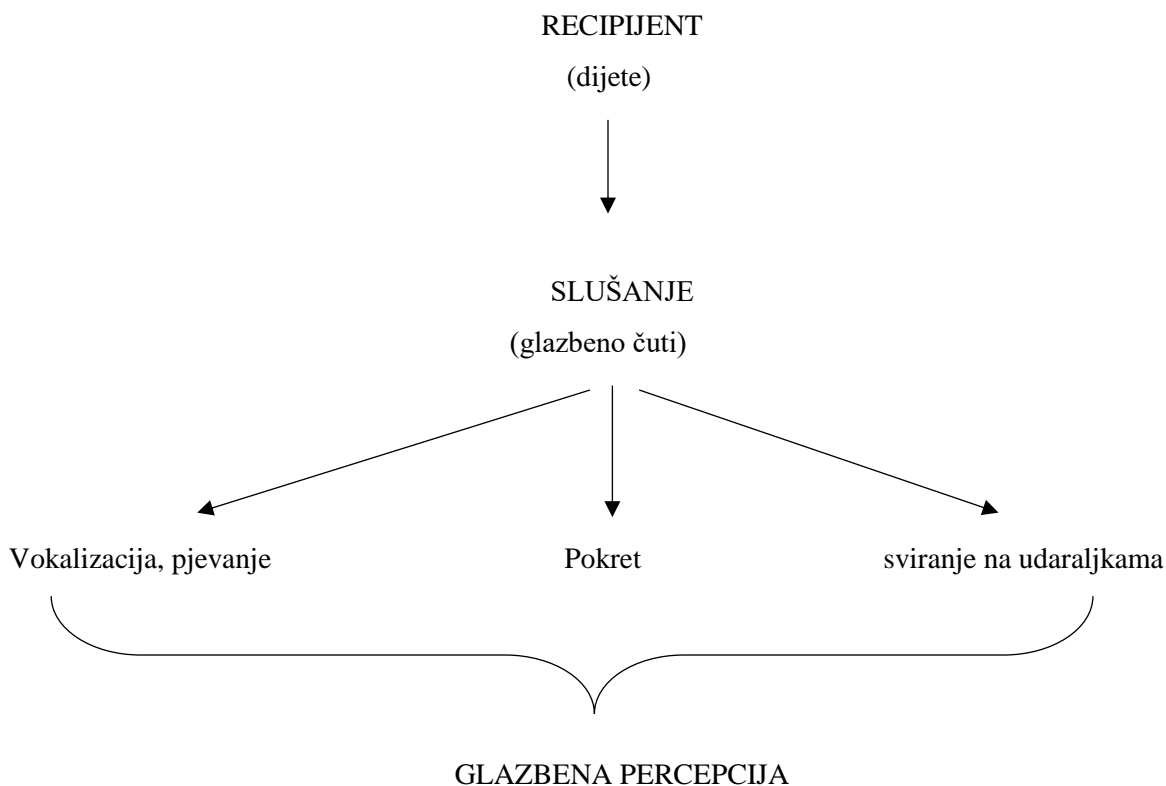 RECIPIJENT
(dijete)
SLUŠANJE
(glazbeno čuti)
Vokalizacija, pjevanje
Pokret
sviranje na udaraljkama
GLAZBENA PERCEPCIJA